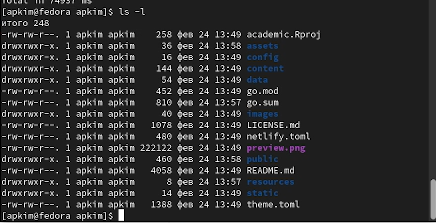 Total in 74937 ms
[apkim@fedora apkim]$ ls -l
итого 248
-rw-rw-r--. 1 apkim apkim 258 фев 24 13:49 academic.Rproj
drwxrwxr-x. 1 apkim apkim 36 фев 24 13:58 assets
drwxrwxr-x. 1 apkim apkim 16 фев 24 13:49 config
drwxrwxr-x. 1 apkim apkim 144 фев 24 13:49 content
drwxrwxr-x. 1 apkim apkim 54 фев 24 13:49 data
-rw-rw-r--. 1 apkim apkim 452 фев 24 13:49 go.mod
-rw-rw-r--. 1 apkim apkim 810 фев 24 13:57 go.sum
drwxrwxr-x. 1 apkim apkim 40 фев 24 13:49 images
-rw-rw-r--. 1 apkim apkim 1078 фев 24 13:49 LICENSE.md
-rw-rw-r--. 1 apkim apkim 480 фев 24 13:49 netlify.toml
-rw-rw-r--. 1 apkim apkim 222122 фев 24 13:49 preview.png
drwxrwxr-x. 1 apkim apkim 460 фев 24 13:58 public
-rw-rw-r--. 1 apkim apkim 4058 фев 24 13:49 README.md
drwxrwxr-x. 1 apkim apkim 8 фев 24 13:57 resources
drwxrwxr-x. 1 apkim apkim 14 фев 24 13:49 static
-rw-rw-r--. 1 apkim apkim 1388 фев 24 13:49 theme.toml
[apkim@fedora apkim]$